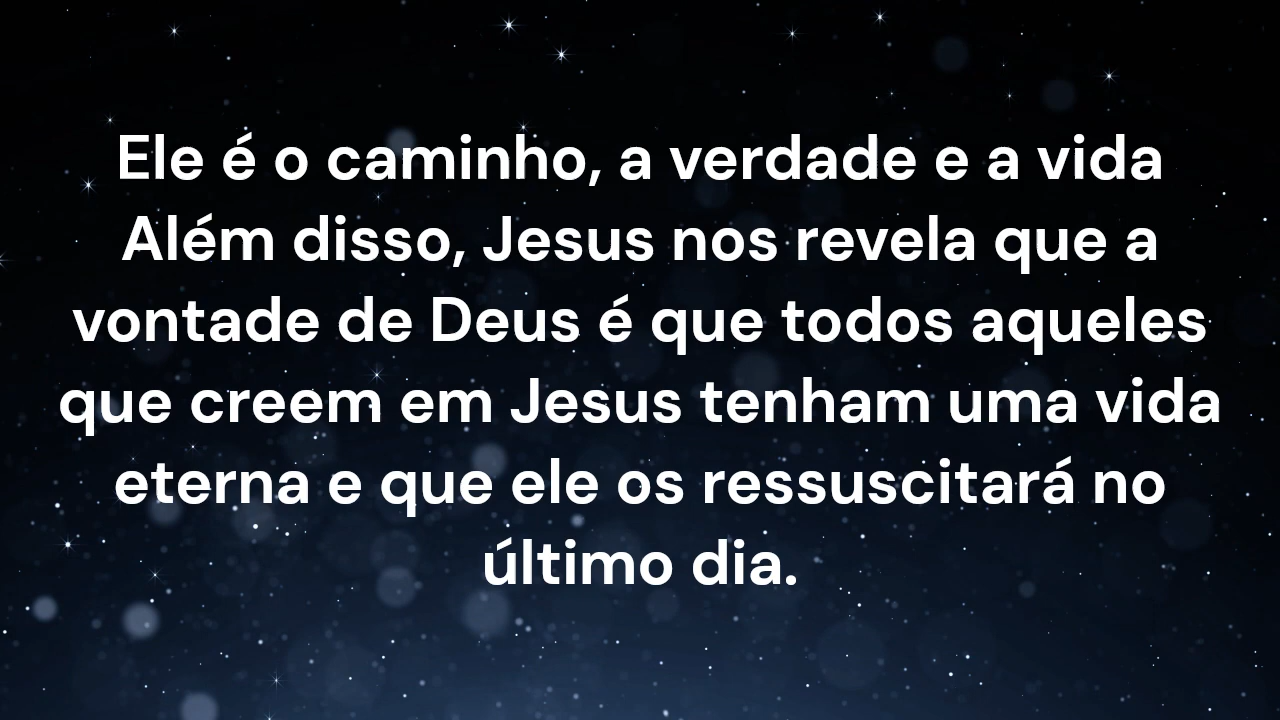 Ele é o caminho, a verdade e a vida
Além disso, Jesus nos revela que a
vontade de Deus é que todos aqueles
que creem em Jesus tenham uma vida
eterna e que ele os ressuscitará no
último dia.